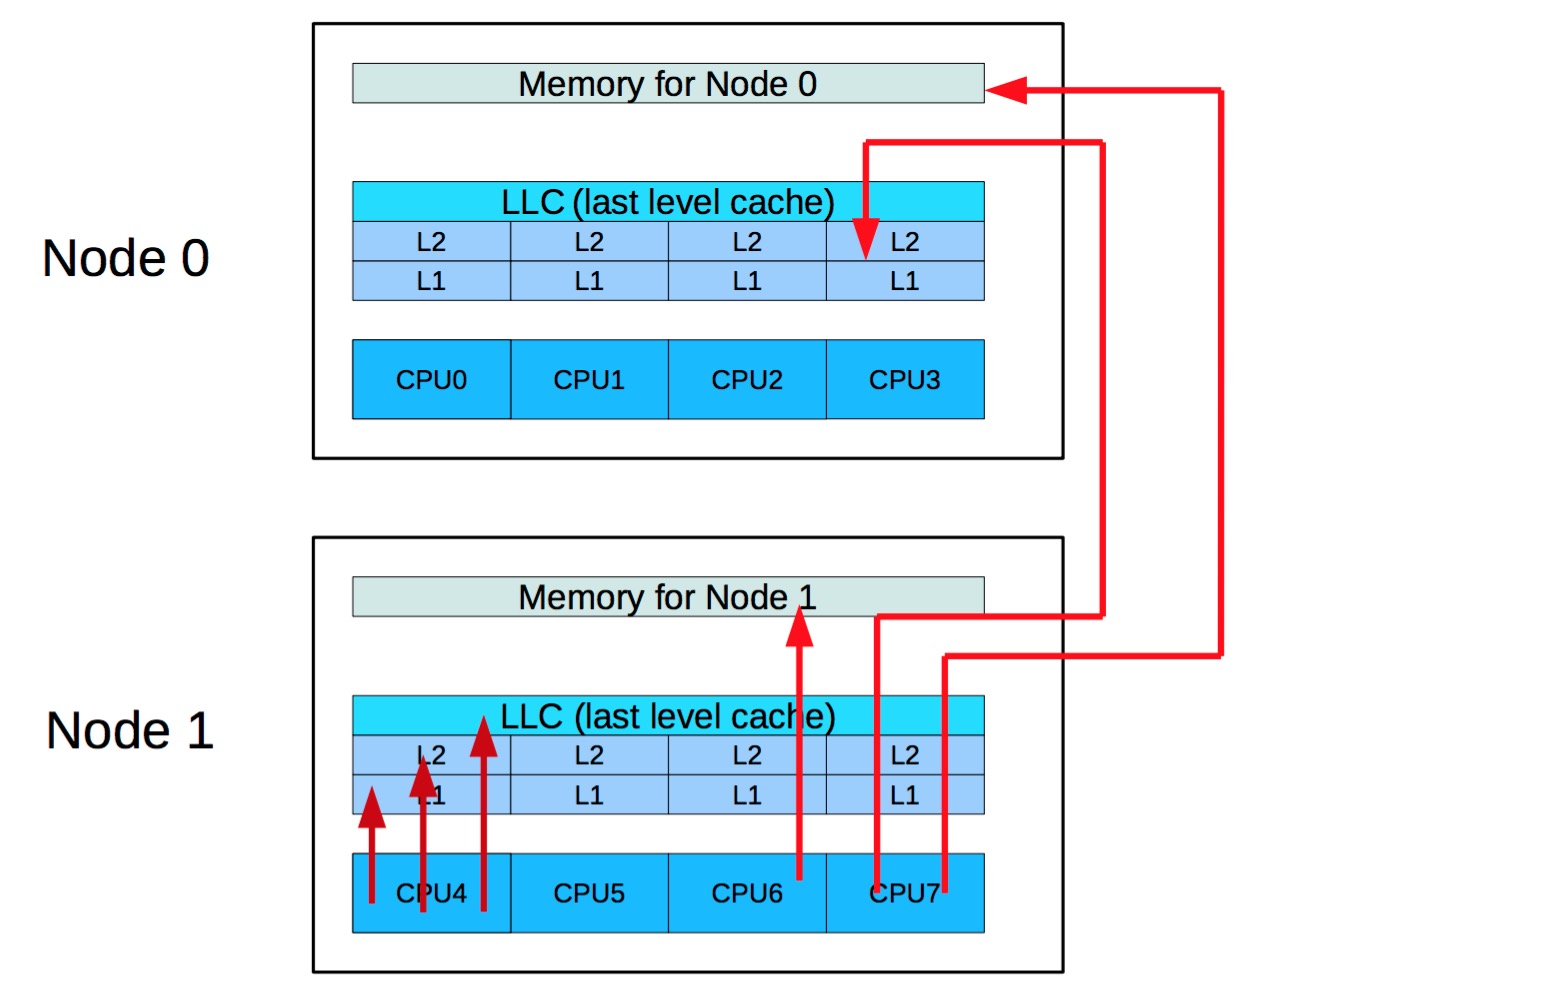 Memory for Node 0
LLC (last level cache)
L2 L2 L2 L2
L1 L1 L1 L1
Node 0
CPU0 CPU1 CPU2 CPU3
Memory for Node 1
LLC (last level cache)
L2 L2 L2 L2
L1 L1 L1 L1
Node 1
CPU4 CPU5 CPU6 CPU7